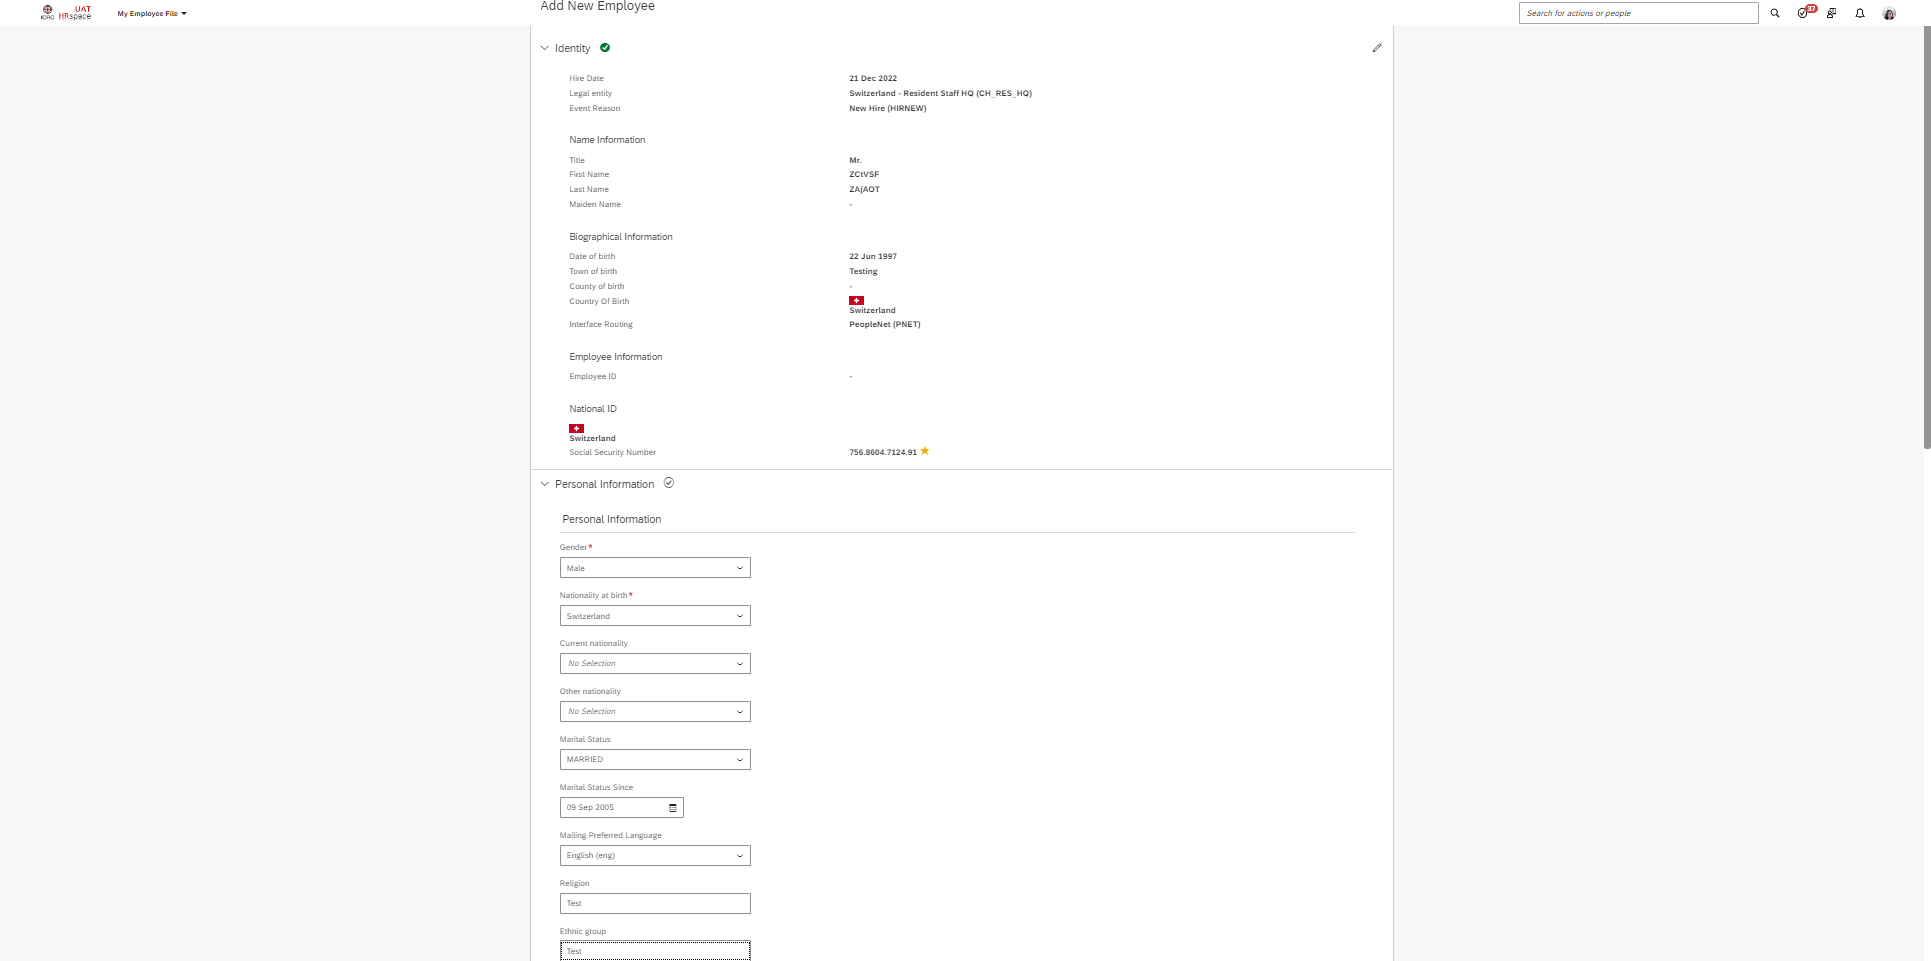 ICRC
UAT
HRspace
My Employee File
Add New Employee
Search for actions or people
37
Identity
Hire Date 21 Dec 2022
Legal entity Switzerland - Resident Staff HQ (CH_RES_HQ)
Event Reason New Hire (HIRNEW)
Name Information
Title Mr.
First Name ZCtVSF
Last Name ZAjAOT
Maiden Name -
Biographical Information
Date of birth 22 Jun 1997
Town of birth Testing
County of birth -
Country Of Birth
Switzerland
Interface Routing PeopleNet (PNET)
Employee Information
Employee ID -
National ID
Switzerland
Social Security Number 756.8604.7124.91
Personal Information
Personal Information
Gender*
Male
Nationality at birth*
Switzerland
Current nationality
No Selection
Other nationality
No Selection
Marital Status
MARRIED
Marital Status Since
09 Sep 2005
Mailing Preferred Language
English (eng)
Religion
Test
Ethnic group
Test